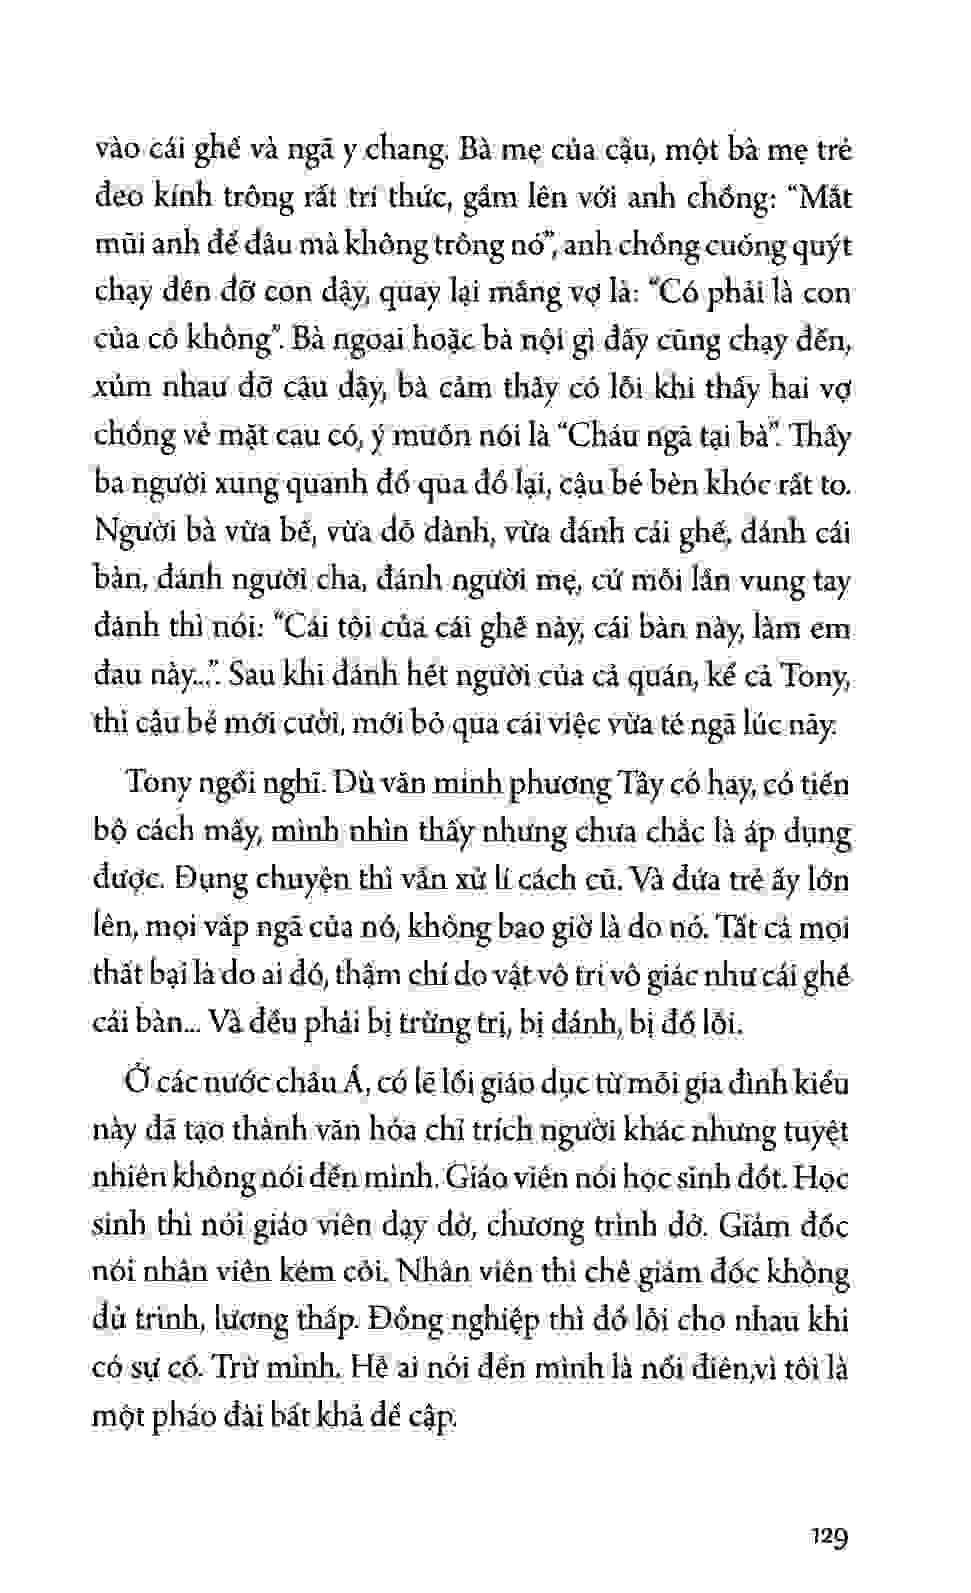 vào cái ghế và ngã y chang. Bà mẹ của cậu, một bà mẹ trẻ
đeo kính trông rất trí thức, gầm lên với anh chồng: “Mắt
mũi anh để đâu mà không trông nó”, anh chồng cuống quýt
chạy đến đỡ con dậy, quay lại mắng vợ là: “Có phải là con
của cô không”. Bà ngoại hoặc bà nội gì đấy cũng chạy đến,
xúm nhau đỡ cậu dậy, bà cảm thấy có lỗi khi thấy hai vợ
chồng vẻ mặt cau có, ý muốn nói là “Cháu ngã tại bà”. Thấy
ba người xung quanh đổ qua đổ lại, cậu bé bèn khóc rất to.
Người bà vừa bế, vừa dỗ dành, vừa đánh cái ghế, đánh cái
bàn, đánh người cha, đánh người mẹ, cứ mỗi lần vung tay
đánh thì nói: “Cái tội của cái ghế này, cái bàn này, làm em
đau này...”. Sau khi đánh hết người của cả quán, kể cả Tony,
thì cậu bé mới cười, mới bỏ qua cái việc vừa té ngã lúc nãy.
Tony ngồi nghĩ. Dù văn minh phương Tây có hay, có tiến
bộ cách mấy, mình nhìn thấy nhưng chưa chắc là áp dụng
được. Đụng chuyện thì vẫn xử lí cách cũ. Và đứa trẻ ấy lớn
lên, mọi vấp ngã của nó, không bao giờ là do nó. Tất cả mọi
thất bại là do ai đó, thậm chí do vật vô tri vô giác như cái ghế
cái bàn... Và đều phải bị trừng trị, bị đánh, bị đổ lỗi.
Ở các nước châu Á, có lẽ lối giáo dục từ mỗi gia đình kiểu
này đã tạo thành văn hóa chỉ trích người khác nhưng tuyệt
nhiên không nói đến mình. Giáo viên nói học sinh dốt. Học
sinh thì nói giáo viên dạy dở, chương trình dở. Giám đốc
nói nhân viên kém cỏi. Nhân viên thì chê giám đốc không
đủ trình, lương thấp. Đồng nghiệp thì đổ lỗi cho nhau khi
có sự cố. Trừ mình. Hễ ai nói đến mình là nổi điên,vì tôi là
một pháo đài bất khả đề cập.
129